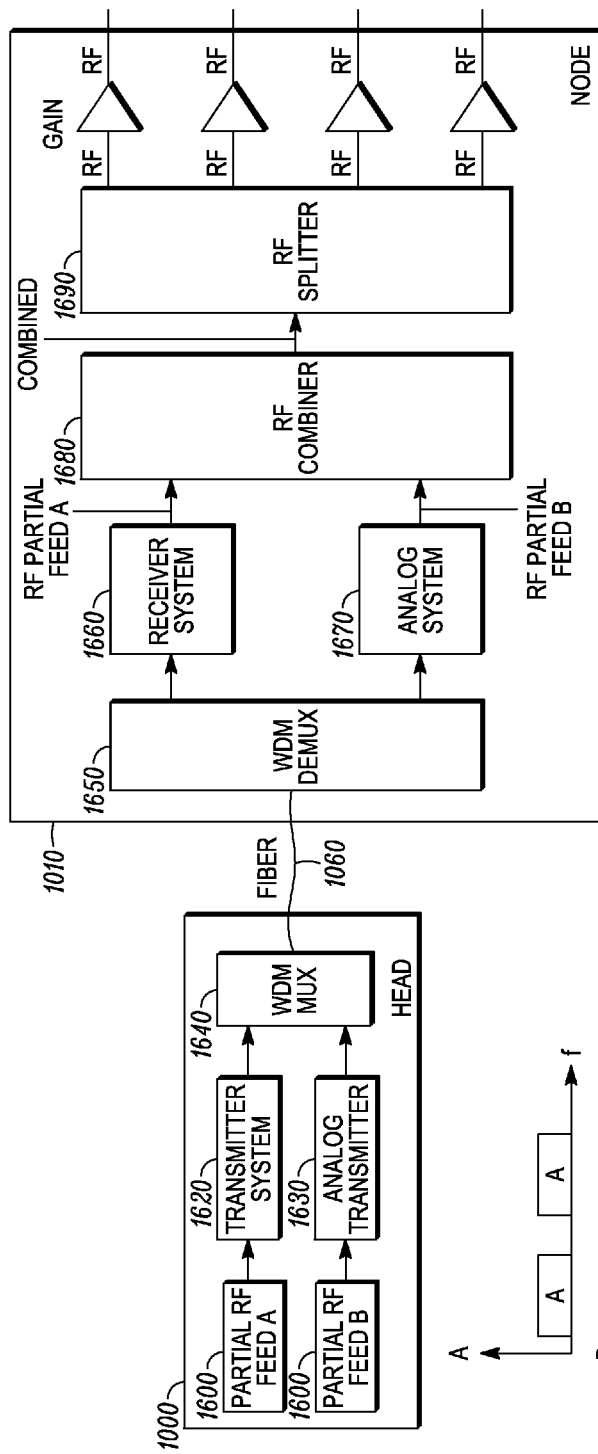 1000
1600
PARTIAL RF
FEED A
1620
TRANSMITTER
SYSTEM
1640
WDM
MUX
1600
PARTIAL RF
FEED B
1630
ANALOG
TRANSMITTER
HEAD
FIBER
1060
1010
1650
WDM
DEMUX
1660
RECEIVER
SYSTEM
RF PARTIAL
FEED A
1670
ANALOG
SYSTEM
RF PARTIAL
FEED B
1680
RF
COMBINER
COMBINED
1690
RF
SPLITTER
GAIN
RF
RF
RF
RF
RF
RF
RF
RF
NODE
A
A
A
f